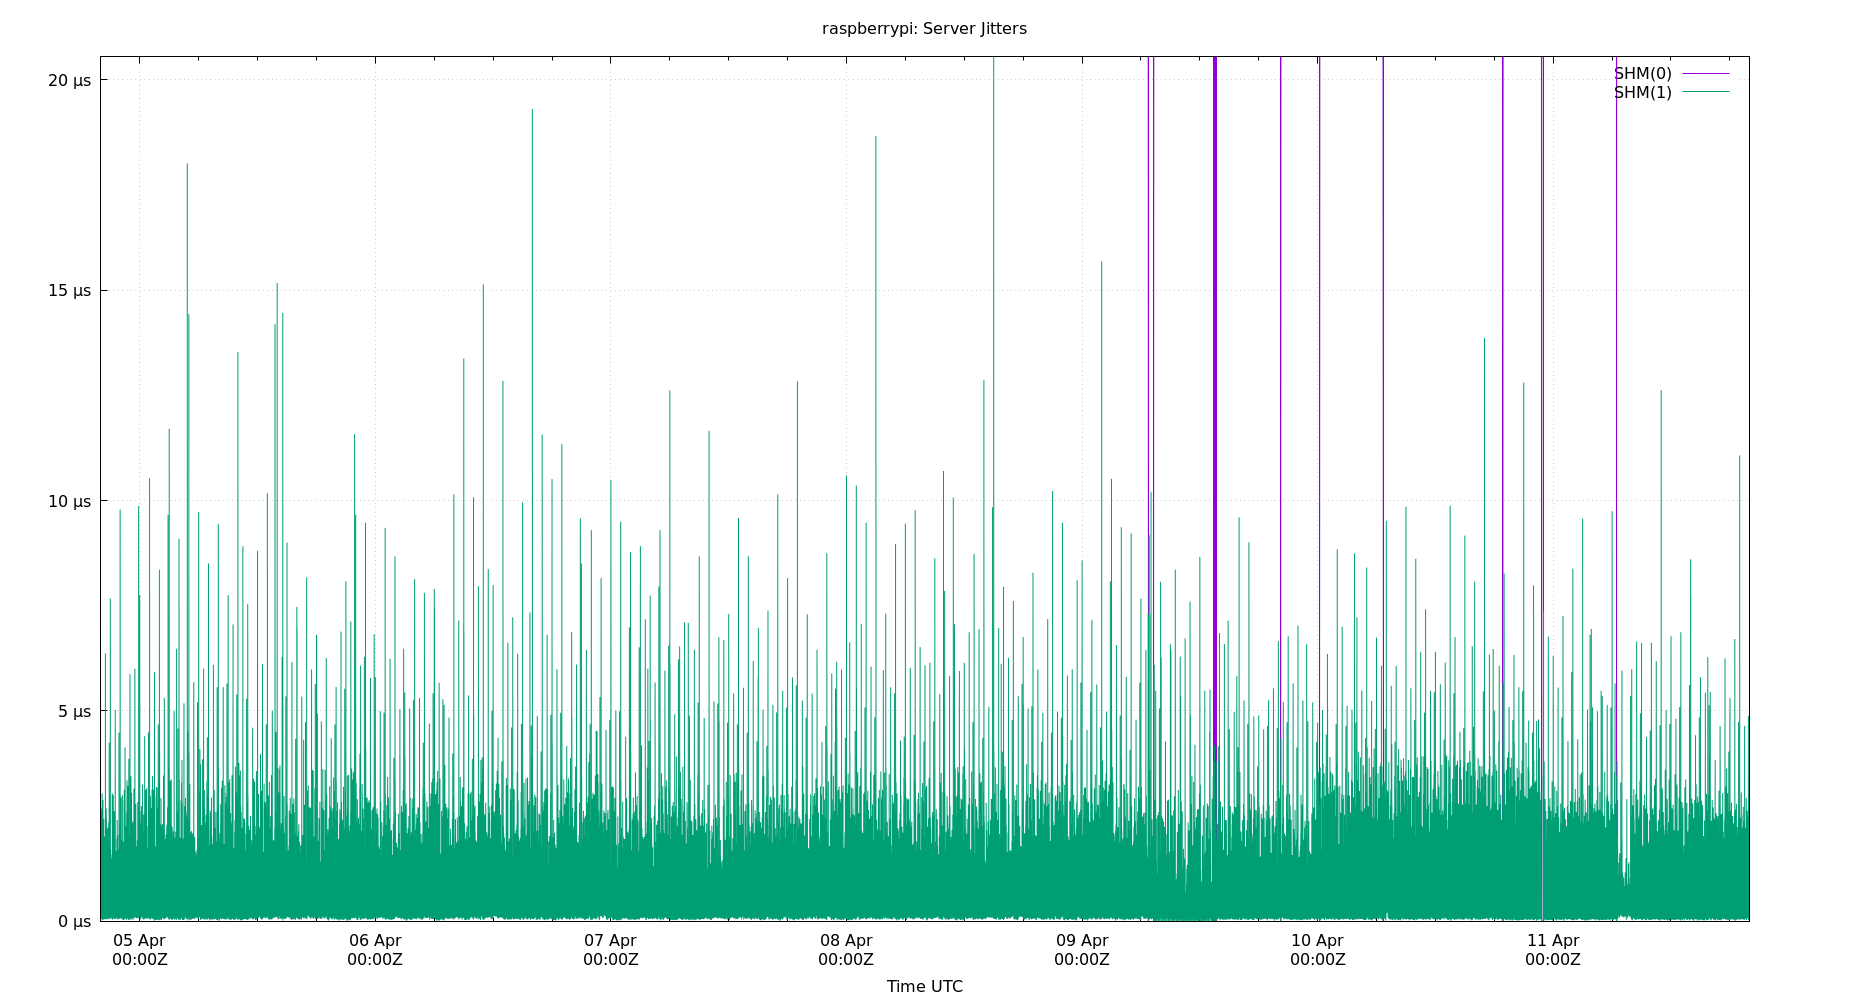 raspberrypi: Server Jitters
20 µs
15 µs
10 µs
5 µs
0 µs
SHM(0)
SHM(1)
05 Apr 06 Apr 07 Apr 08 Apr 09 Apr 10 Apr 11 Apr
00:00Z 00:00Z 00:00Z 00:00Z 00:00Z 00:00Z 00:00Z
Time UTC